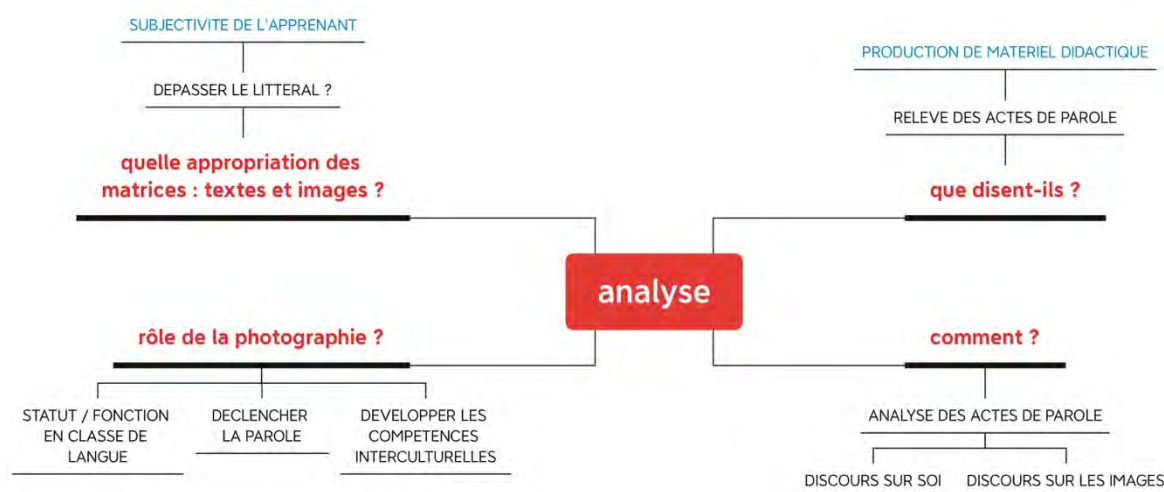 SUBJECTIVITE DE L'APPRENANT
DEPASSER LE LITTERAL ?
quelle appropriation des
matrices : textes et images ?
PRODUCTION DE MATERIEL DIDACTIQUE
RELEVE DES ACTES DE PAROLE
que disent-ils ?
analyse
rôle de la photographie ?
STATUT / FONCTION
EN CLASSE DE
LANGUE
DECLENCHER
LA PAROLE
DEVELOPPER LES
COMPETENCES
INTERCULTURELLES
comment ?
ANALYSE DES ACTES DE PAROLE
DISCOURS SUR SOI
DISCOURS SUR LES IMAGES